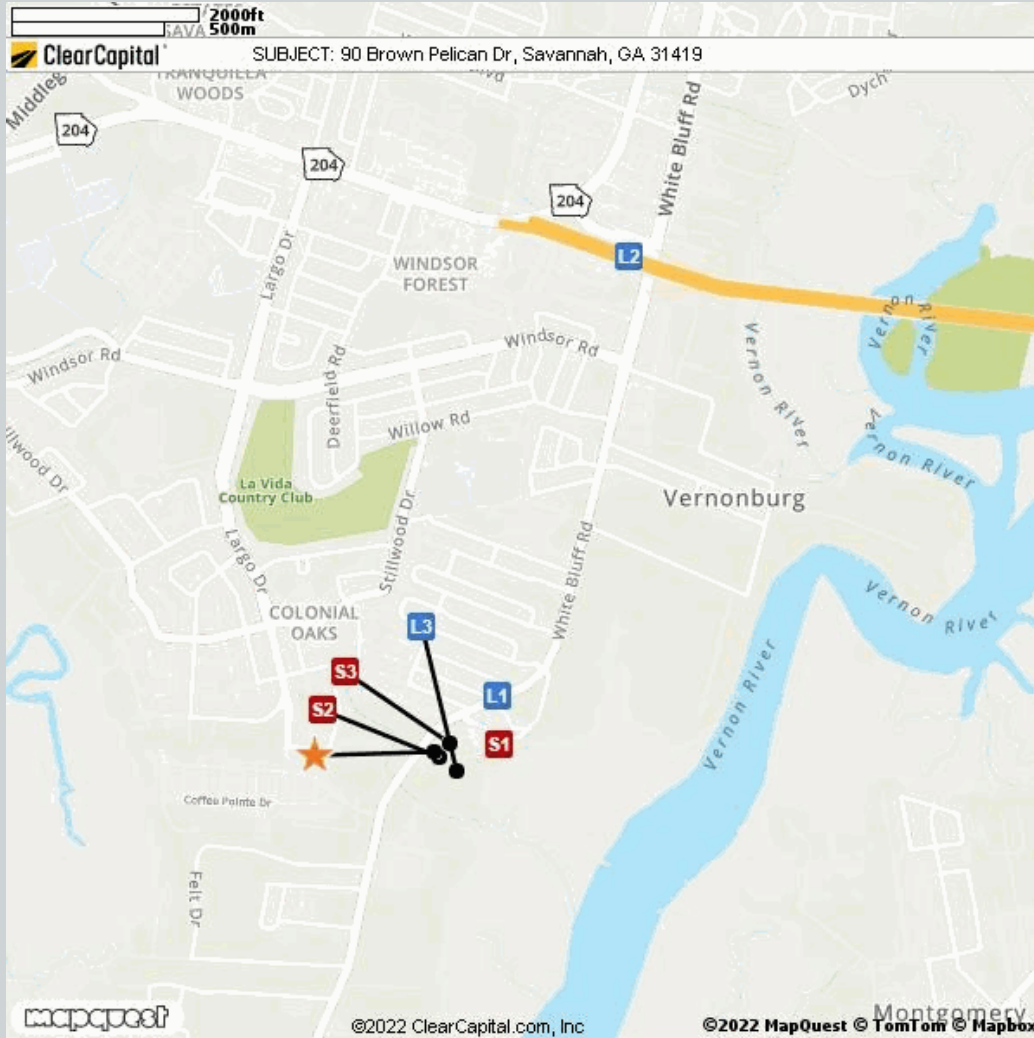 2000ft
SAVA 500m
ClearCapital
SUBJECT: 90 Brown Pelican Dr, Savannah, GA 31419
TRANQUILLA
WOODS
Middleg
204
204
204
White Bluff Rd
L2
Largo Dr
WINDSOR
FOREST
Vernon River
Windsor Rd
Windsor Rd
Vernon River
Deerfield Rd
Willow Rd
Vernon River
La Vida
Country Club
Stillwood Dr
Vernonburg
Largo Dr
White Bluff Rd
COLONIAL
OAKS
Vernon River
L3
S3
L1
S2
S1
Vernon River
Coffee Pointe Dr
Felt Dr
mapquest
©2022 ClearCapital.com, Inc
Montgomery
©2022 MapQuest © TomTom © Mapbox